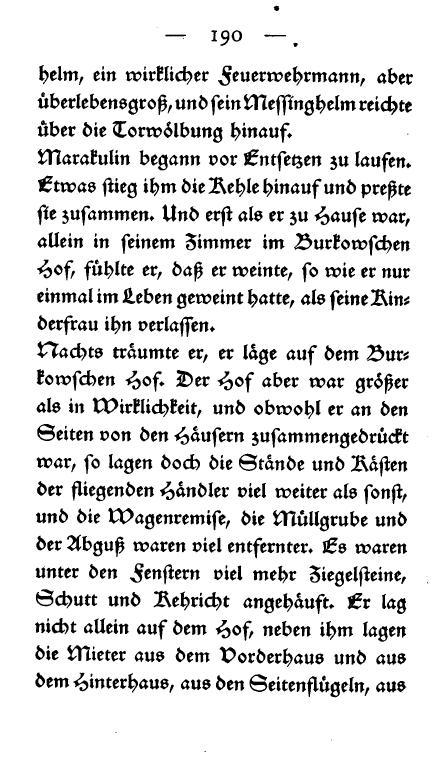 — 190 —
helm, ein wirklicher Feuerwehrmann, aber
überlebensgroß, und sein Messinghelm reichte
über die Torwölbung hinauf.
Marakulin begann vor Entsetzen zu laufen.
Etwas stieg ihm die Kehle hinauf und preßte
sie zusammen. Und erst als er zu Hause war,
allein in seinem Zimmer im Burkowschen
Hof, fühlte er, daß er weinte, so wie er nur
einmal im Leben geweint hatte, als seine Kin-
derfrau ihn verlassen.
Nachts träumte er, er läge auf dem Bur-
kowschen Hof. Der Hof aber war größer
als in Wirklichkeit, und obwohl er an den
Seiten von den Häusern zusammengedrückt
war, so lagen doch die Stände und Kästen
der fliegenden Händler viel weiter als sonst,
und die Wagenremise, die Müllgrube und
der Abguß waren viel entfernter. Es waren
unter den Fenstern viel mehr Ziegelsteine,
Schutt und Kehricht angehäuft. Er lag
nicht allein auf dem Hof, neben ihm lagen
die Mieter aus dem Vorderhaus und aus
dem Hinterhaus, aus den Seitenflügeln, aus